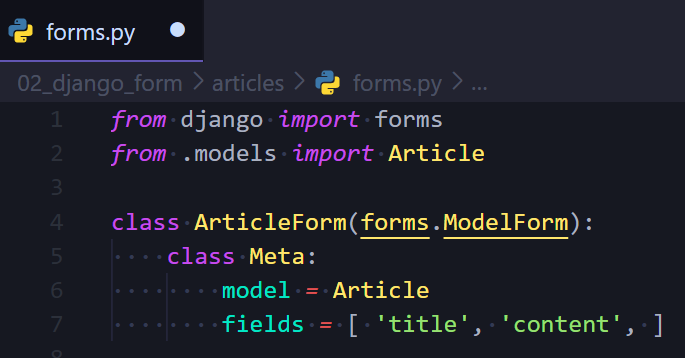 forms.py
02_django_form > articles > forms.py > ...
1 from django import forms
2 from .models import Article
3
4 class ArticleForm(forms.ModelForm):
5     class Meta:
6         model = Article
7         fields = [ 'title', 'content', ]
8